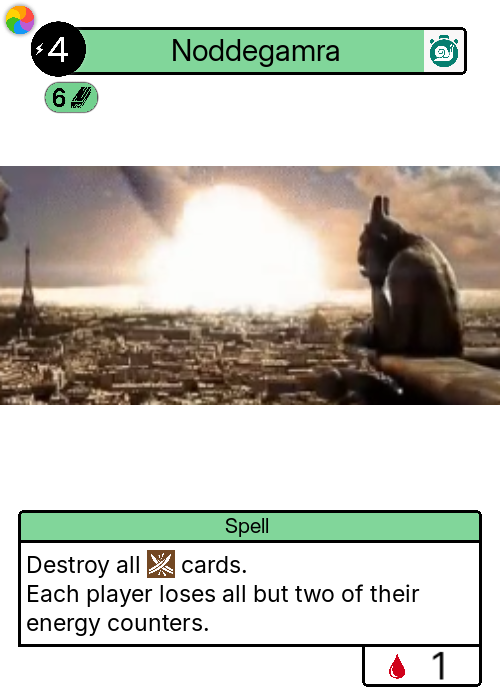 4
Noddegamra
6
Spell
Destroy all cards.
Each player loses all but two of their
energy counters.
1